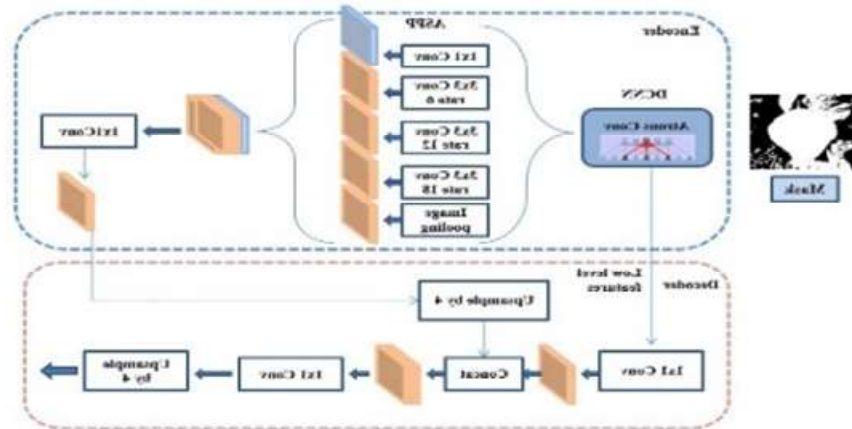 Encoder
ASPP
1x1 Conv
3x3 Conv
rate 6
3x3 Conv
rate 12
3x3 Conv
rate 18
Image
pooling
DCNN
Atrous Conv
Mask
1x1Conv
Decoder
Low level
features
Upsample by 4
1x1 Conv
Concat
1x1 Conv
Upsample
by 4